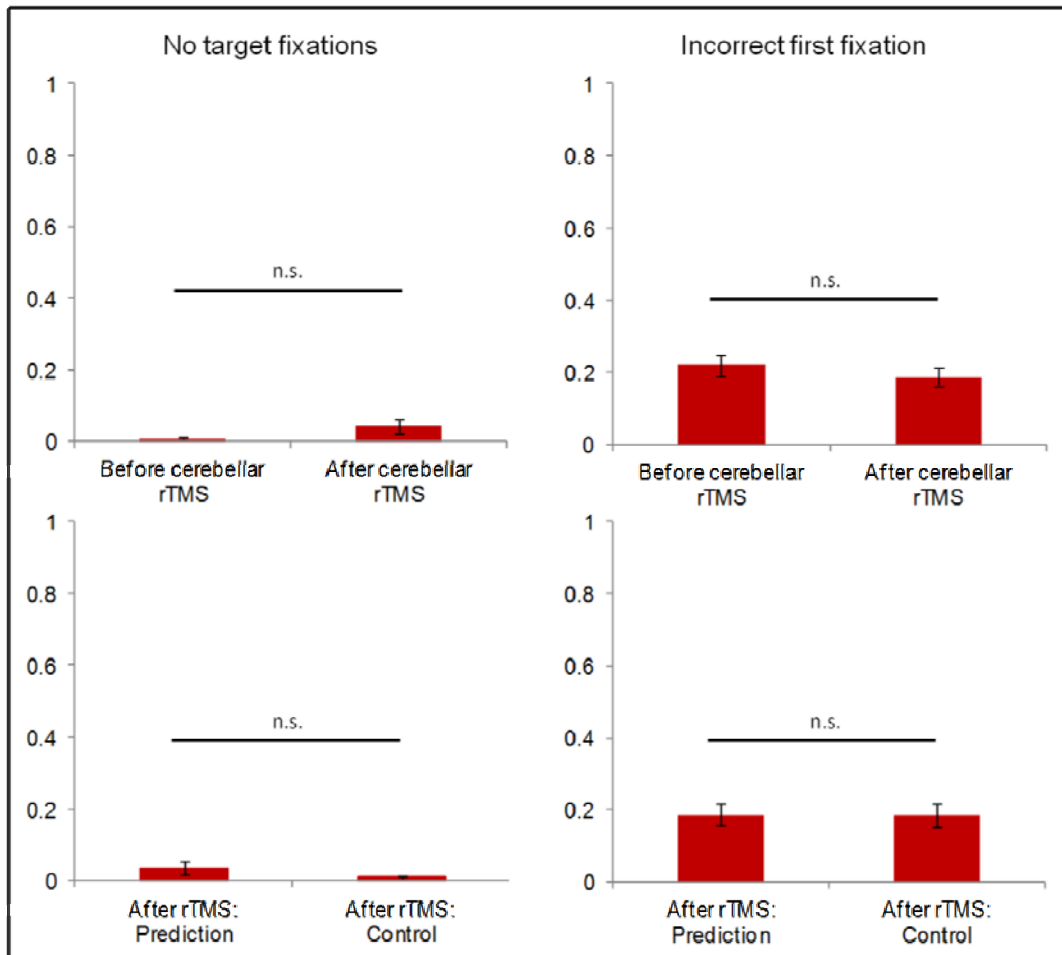 No target fixations
1
0.8
0.6
n.s.
0.4
0.2
0
Before cerebellar
rTMS
After cerebellar
rTMS
Incorrect first fixation
1
0.8
0.6
n.s.
0.4
0.2
0
Before cerebellar
rTMS
After cerebellar
rTMS
1
0.8
0.6
n.s.
0.4
0.2
0
After rTMS:
Prediction
After rTMS:
Control
1
0.8
0.6
n.s.
0.4
0.2
0
After rTMS:
Prediction
After rTMS:
Control